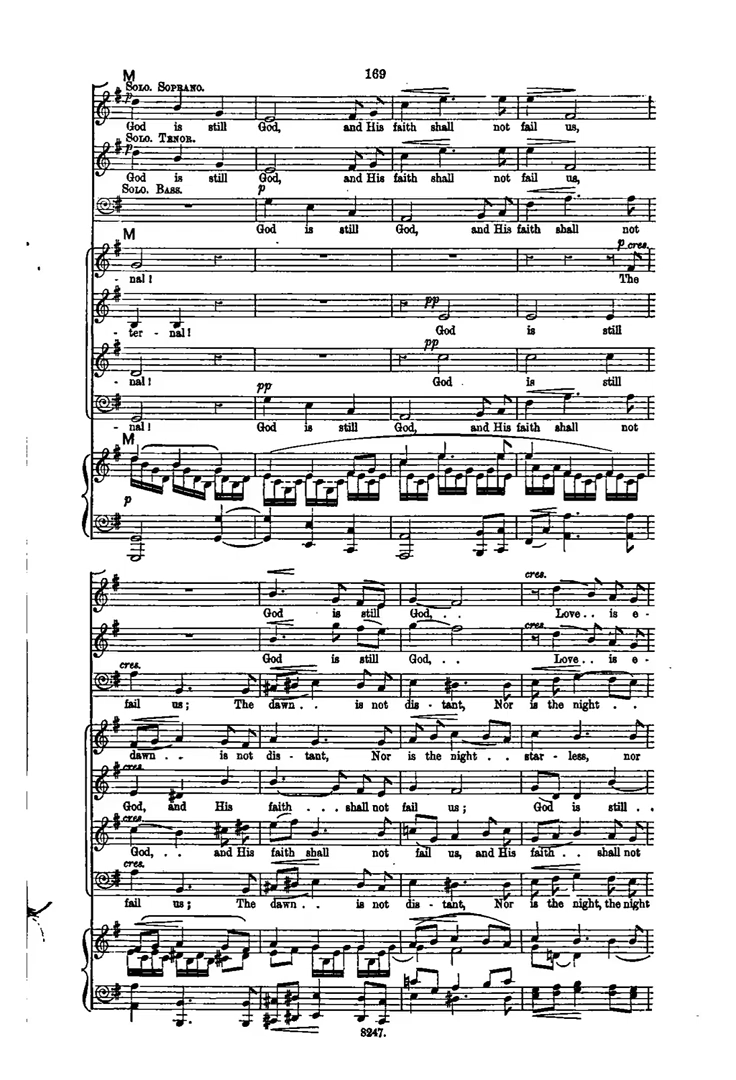 169
M
SOLO. SOPRANO.
p
God is still God, and His faith shall not fail us,
SOLO. TENOR.
p
God is still God, and His faith shall not fail us,
SOLO. BASS. p
God is still God, and His faith shall not
M
p cres.
- nal! The
pp
- ter - nal! God is still
pp
- nal! God is still
pp
- nal! God is still God, and His faith shall not
M
p
cres.
God is still God, . . Love . . is e -
cres.
God is still God, . . Love . . is e -
cres.
fail us; The dawn . . is not dis - tant, Nor is the night . .
dawn . . is not dis - tant, Nor is the night . . star - less, nor
cres.
God, and His faith . . . shall not fail us; God is still . .
cres.
God, . . and His faith shall not fail us, and His faith . . shall not
cres.
fail us; The dawn . . is not dis - tant, Nor is the night, the night
8247.